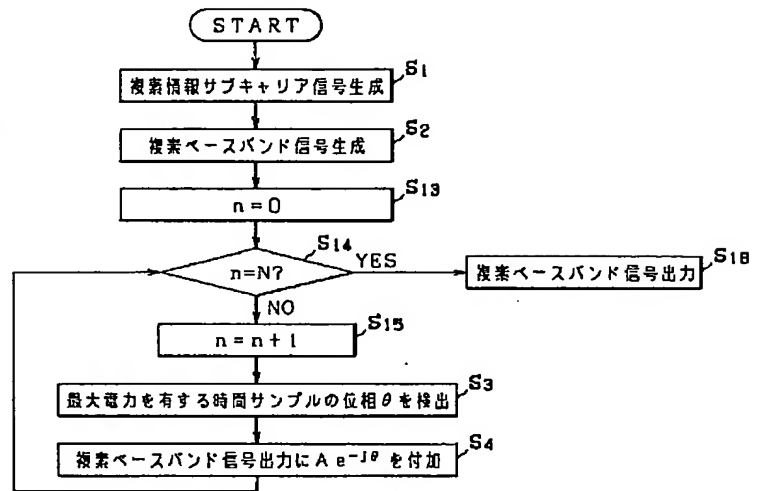 START
S1
複素情報サブキャリア信号生成
S2
複素ベースバンド信号生成
S13
n=0
S14
n=N?
YES
S18
複素ベースバンド信号出力
NO
S15
n=n+1
S3
最大電力を有する時間サンプルの位相θを検出
S4
複素ベースバンド信号出力にAe⁻ʲᶿを付加